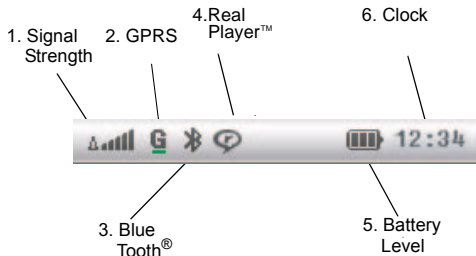 1. Signal
Strength
2. GPRS
4.Real
Player™
6. Clock
G
12:34
3. Blue
Tooth®
5. Battery
Level